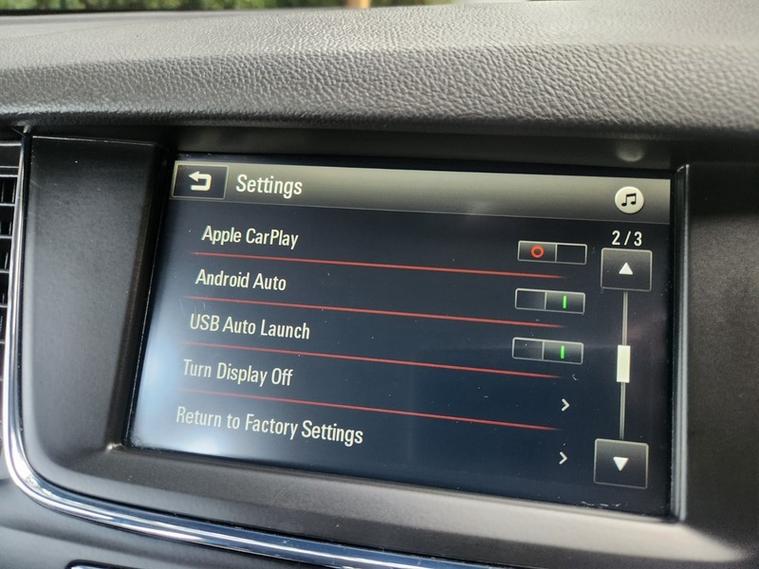 Settings
2/3
Apple CarPlay
Android Auto
USB Auto Launch
Turn Display Off
Return to Factory Settings